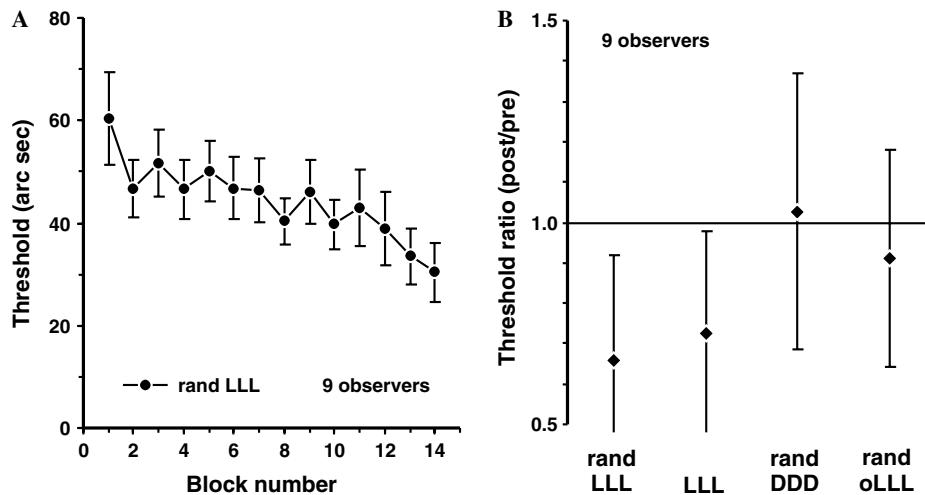 A
80
60
40
20
0
Threshold (arc sec)
rand LLL
9 observers
0 2 4 6 8 10 12 14
Block number
B
1.5
1.0
0.5
Threshold ratio (post/pre)
9 observers
rand LLL
LLL
rand DDD
rand oLLL